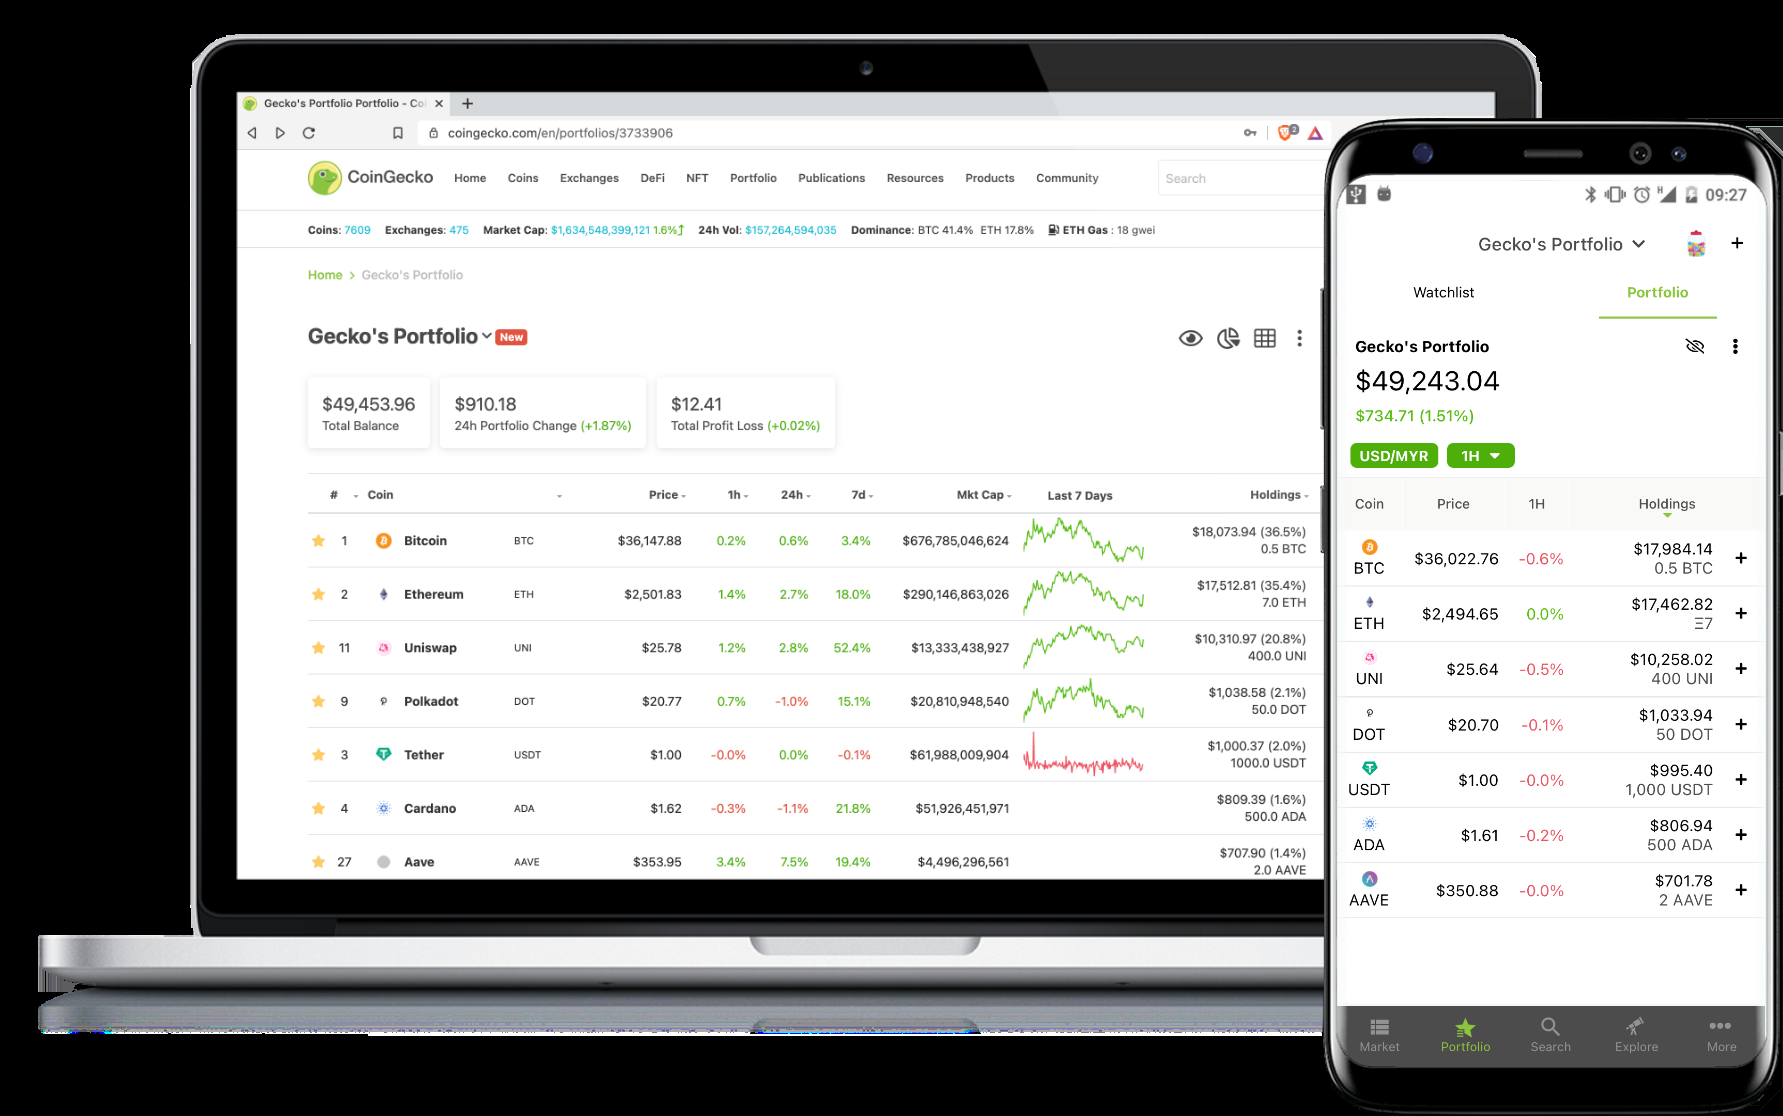 Gecko's Portfolio Portfolio - Co
coingecko.com/en/portfolios/3733906
2
CoinGecko Home Coins Exchanges DeFi NFT Portfolio Publications Resources Products Community Search
Coins: 7609 Exchanges: 475 Market Cap: $1,634,548,399,121 1.6% 24h Vol: $157,264,594,035 Dominance: BTC 41.4% ETH 17.8% ETH Gas : 18 gwei
Home > Gecko's Portfolio
Gecko's Portfolio New
$49,453.96 $910.18 $12.41
Total Balance 24h Portfolio Change (+1.87%) Total Profit Loss (+0.02%)
# Coin Price 1h 24h 7d Mkt Cap Last 7 Days Holdings
1 Bitcoin BTC $36,147.88 0.2% 0.6% 3.4% $676,785,046,624 $18,073.94 (36.5%)
0.5 BTC
2 Ethereum ETH $2,501.83 1.4% 2.7% 18.0% $290,146,863,026 $17,512.81 (35.4%)
7.0 ETH
11 Uniswap UNI $25.78 1.2% 2.8% 52.4% $13,333,438,927 $10,310.97 (20.8%)
400.0 UNI
9 Polkadot DOT $20.77 0.7% -1.0% 15.1% $20,810,948,540 $1,038.58 (2.1%)
50.0 DOT
3 Tether USDT $1.00 -0.0% 0.0% -0.1% $61,988,009,904 $1,000.37 (2.0%)
1000.0 USDT
4 Cardano ADA $1.62 -0.3% -1.1% 21.8% $51,926,451,971 $809.39 (1.6%)
500.0 ADA
27 Aave AAVE $353.95 3.4% 7.5% 19.4% $4,496,296,561 $707.90 (1.4%)
2.0 AAVE
H 09:27
Gecko's Portfolio +
Watchlist Portfolio
Gecko's Portfolio
$49,243.04
$734.71 (1.51%)
USD/MYR 1H
Coin Price 1H Holdings
BTC $36,022.76 -0.6% $17,984.14 +
0.5 BTC
ETH $2,494.65 0.0% $17,462.82 +
Ξ7
UNI $25.64 -0.5% $10,258.02 +
400 UNI
DOT $20.70 -0.1% $1,033.94 +
50 DOT
USDT $1.00 -0.0% $995.40 +
1,000 USDT
ADA $1.61 -0.2% $806.94 +
500 ADA
AAVE $350.88 -0.0% $701.78 +
2 AAVE
Market Portfolio Search Explore More